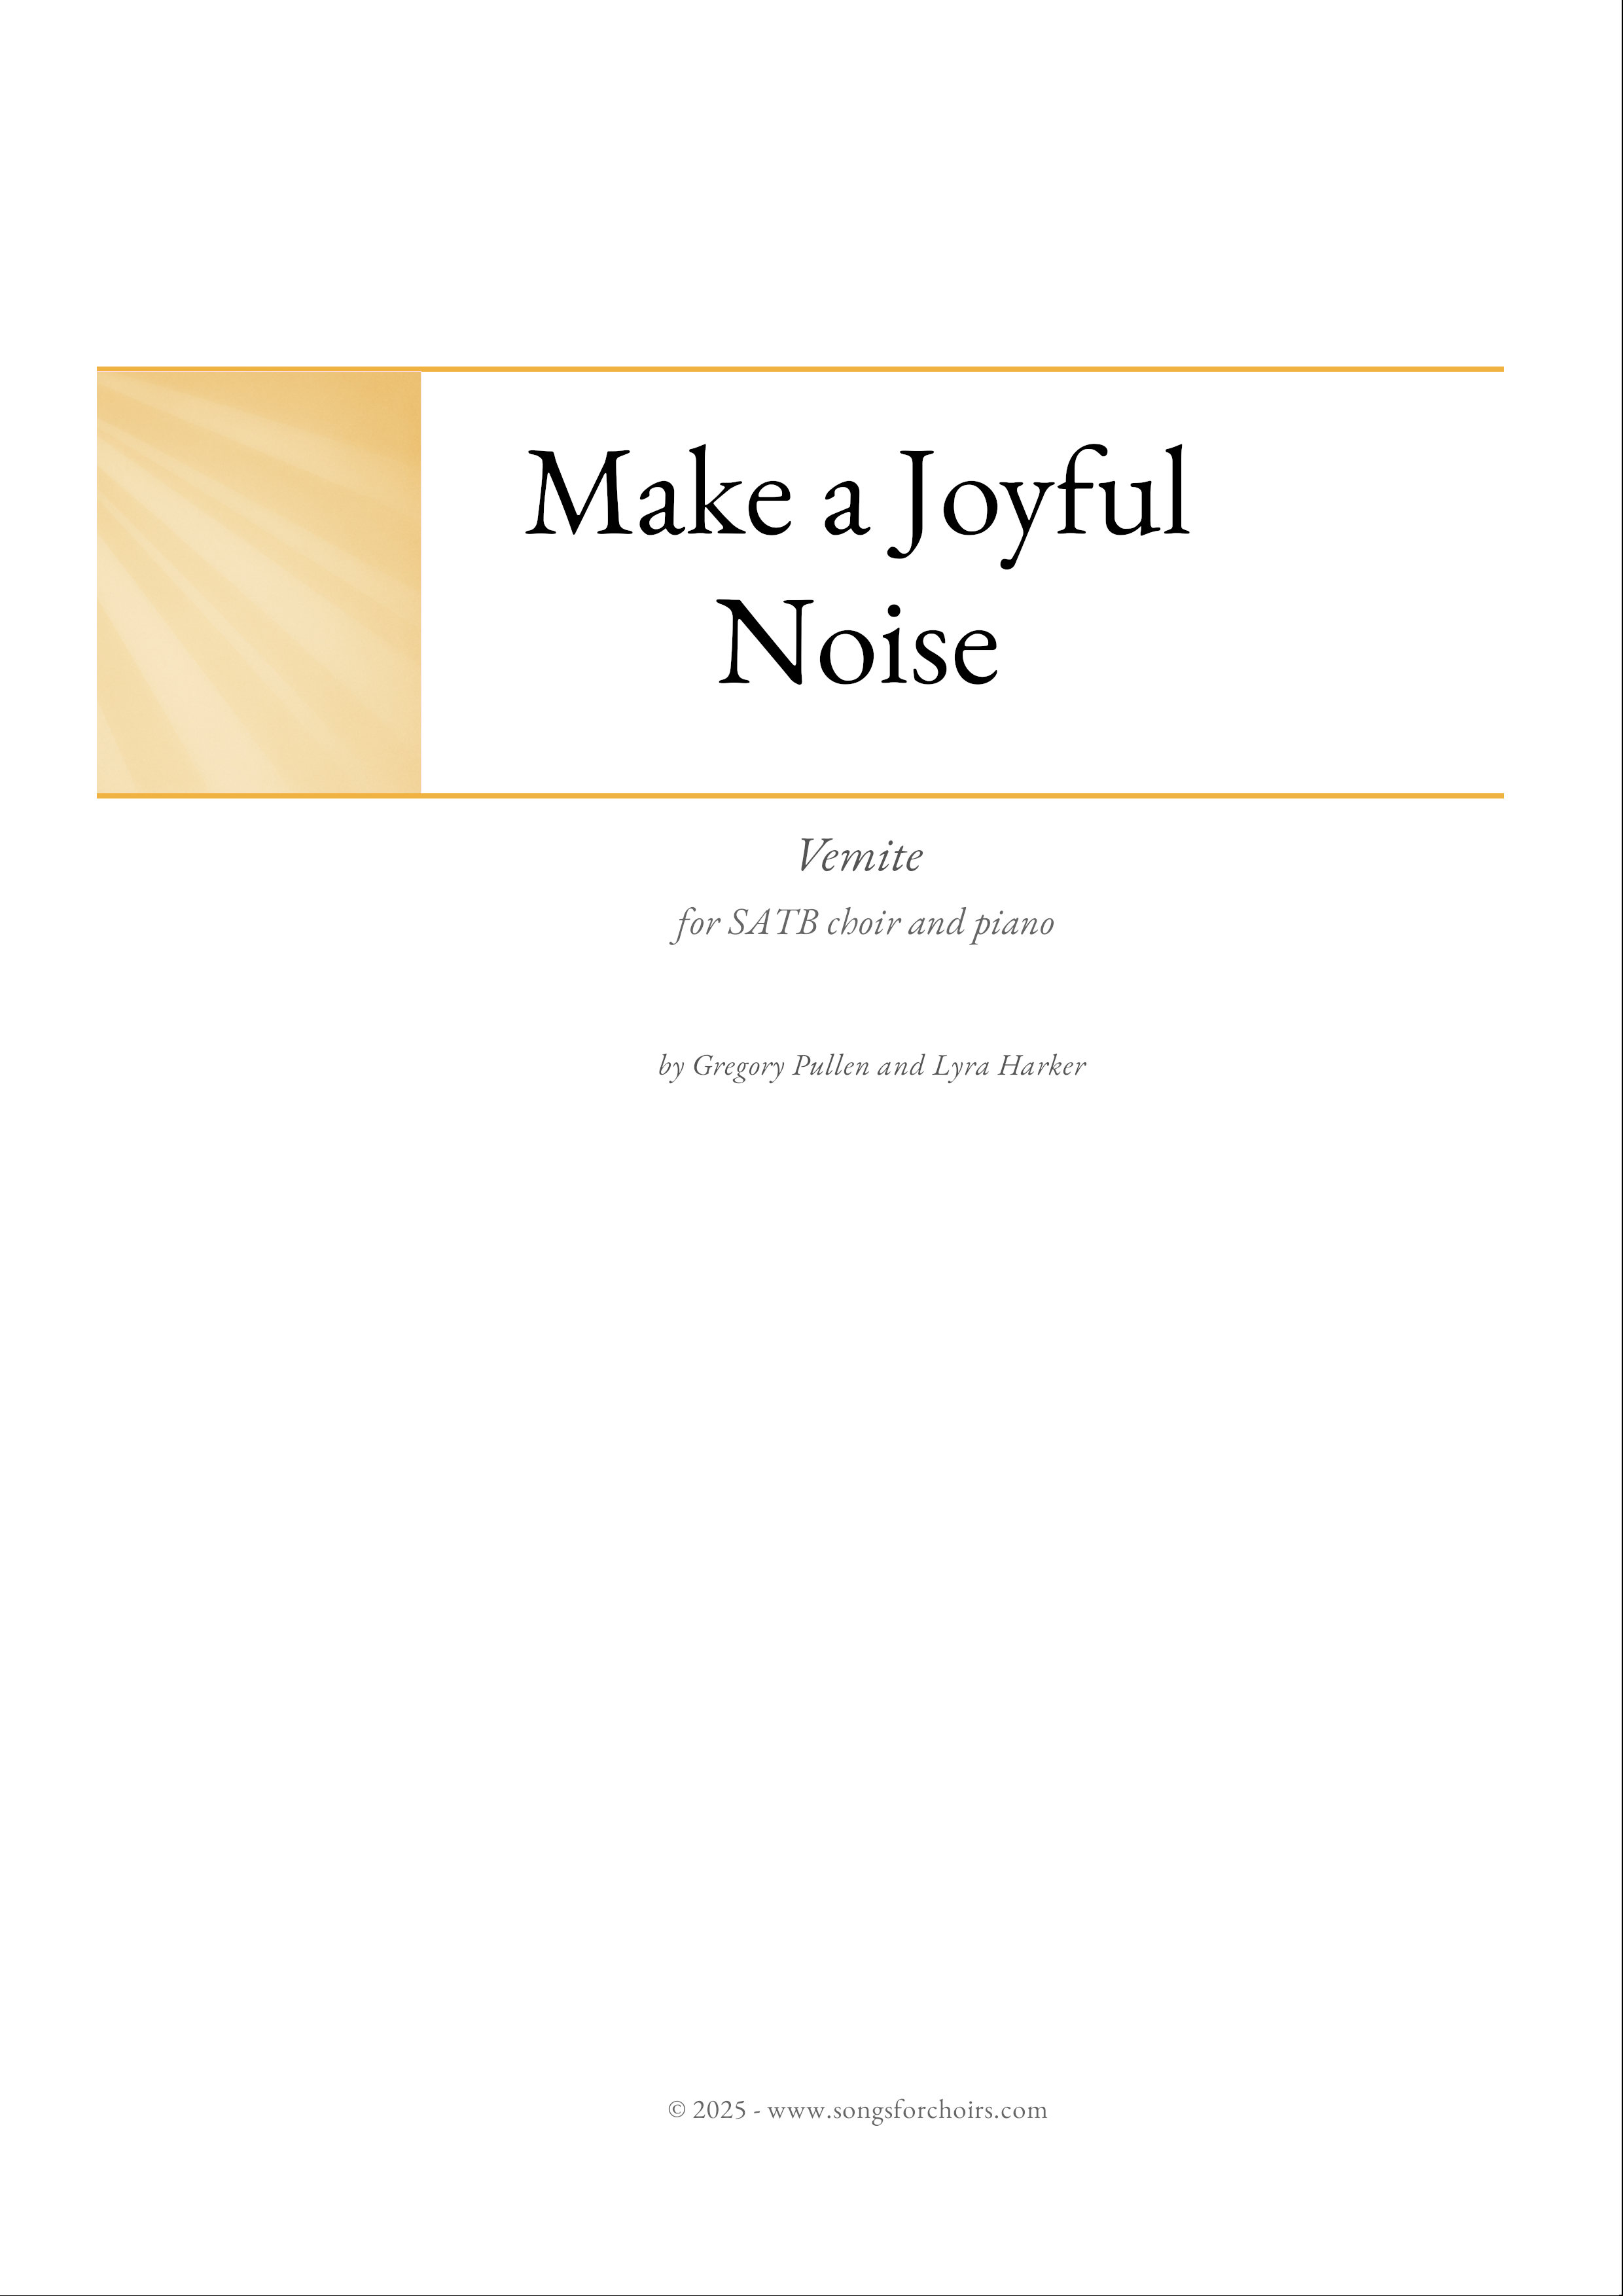 Make a Joyful
Noise
Vemite
for SATB choir and piano
by Gregory Pullen and Lyra Harker
© 2025 - www.songsforchoirs.com